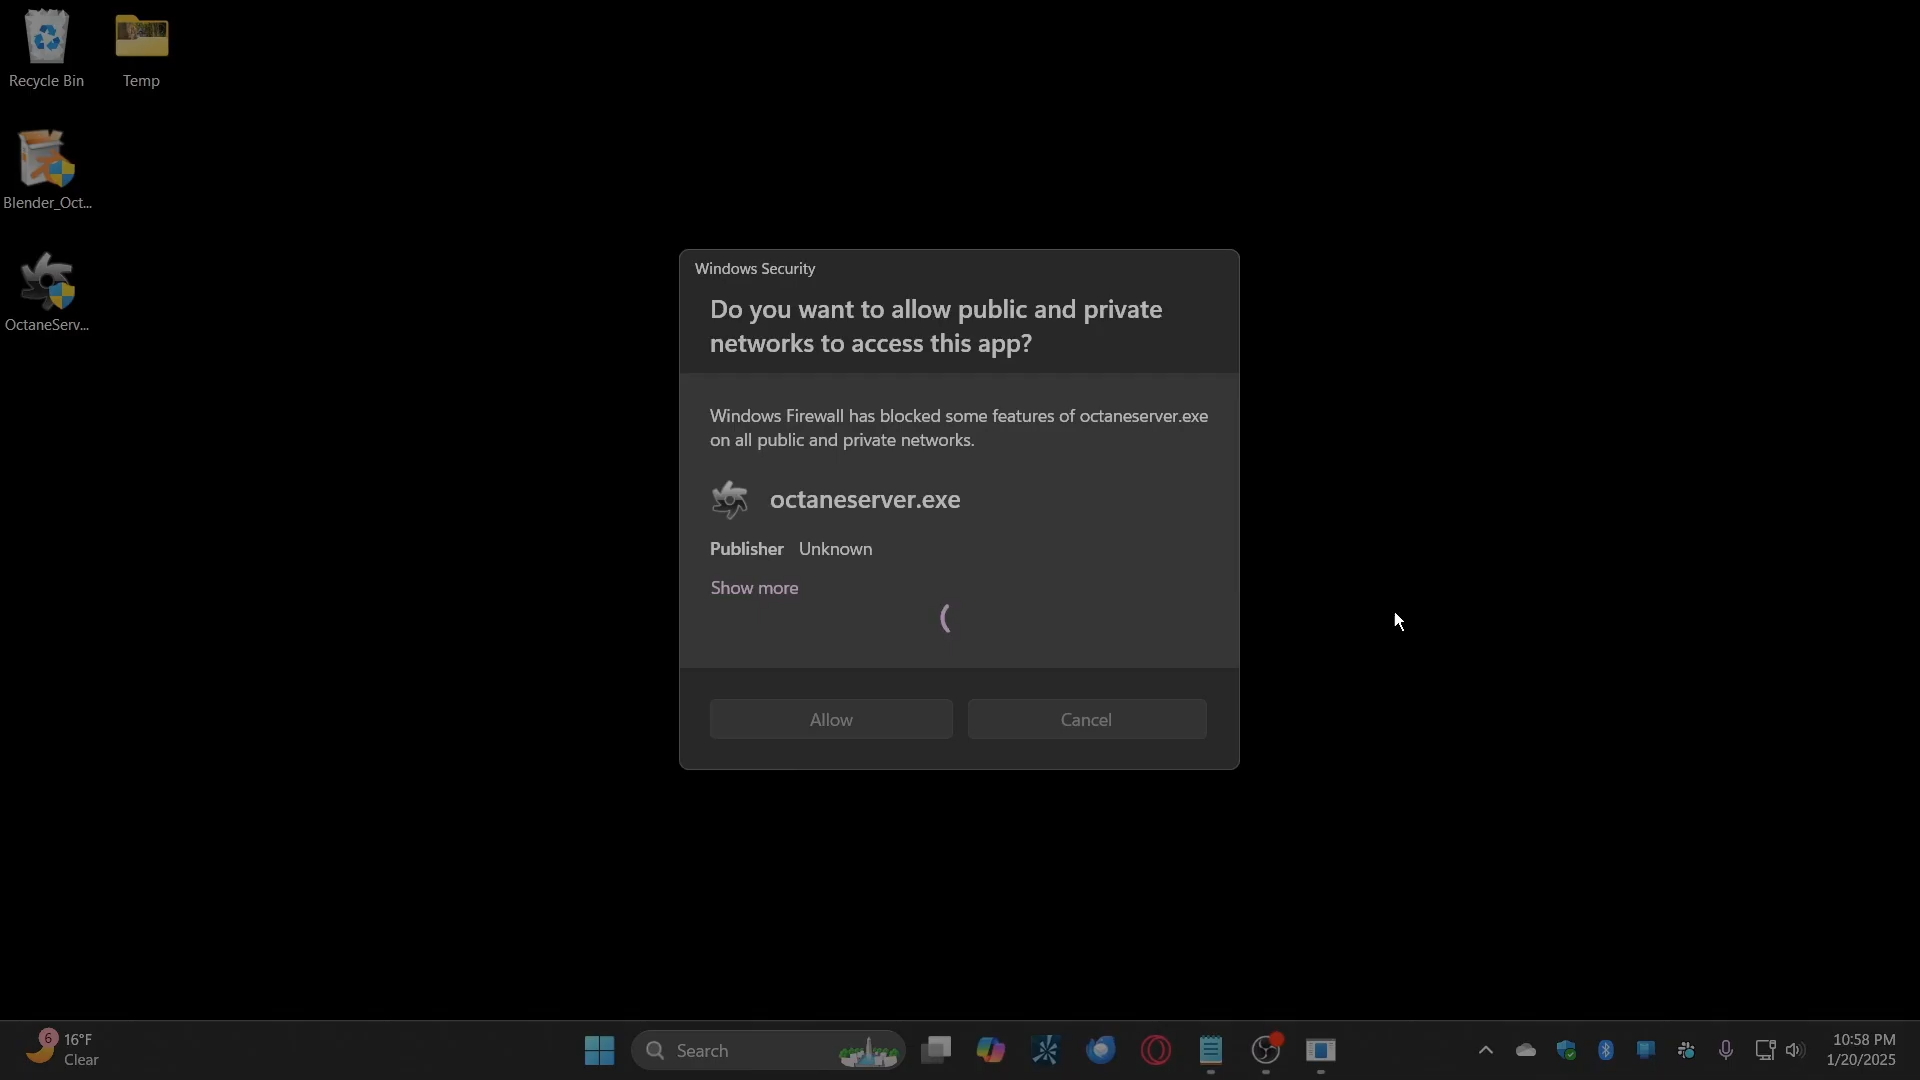 Recycle Bin
Temp
Blender_Oct...
OctaneServ...
Windows Security
Do you want to allow public and private
networks to access this app?
Windows Firewall has blocked some features of octaneserver.exe
on all public and private networks.
octaneserver.exe
Publisher Unknown
Show more
Allow
Cancel
6
16°F
Clear
Search
10:58 PM
1/20/2025